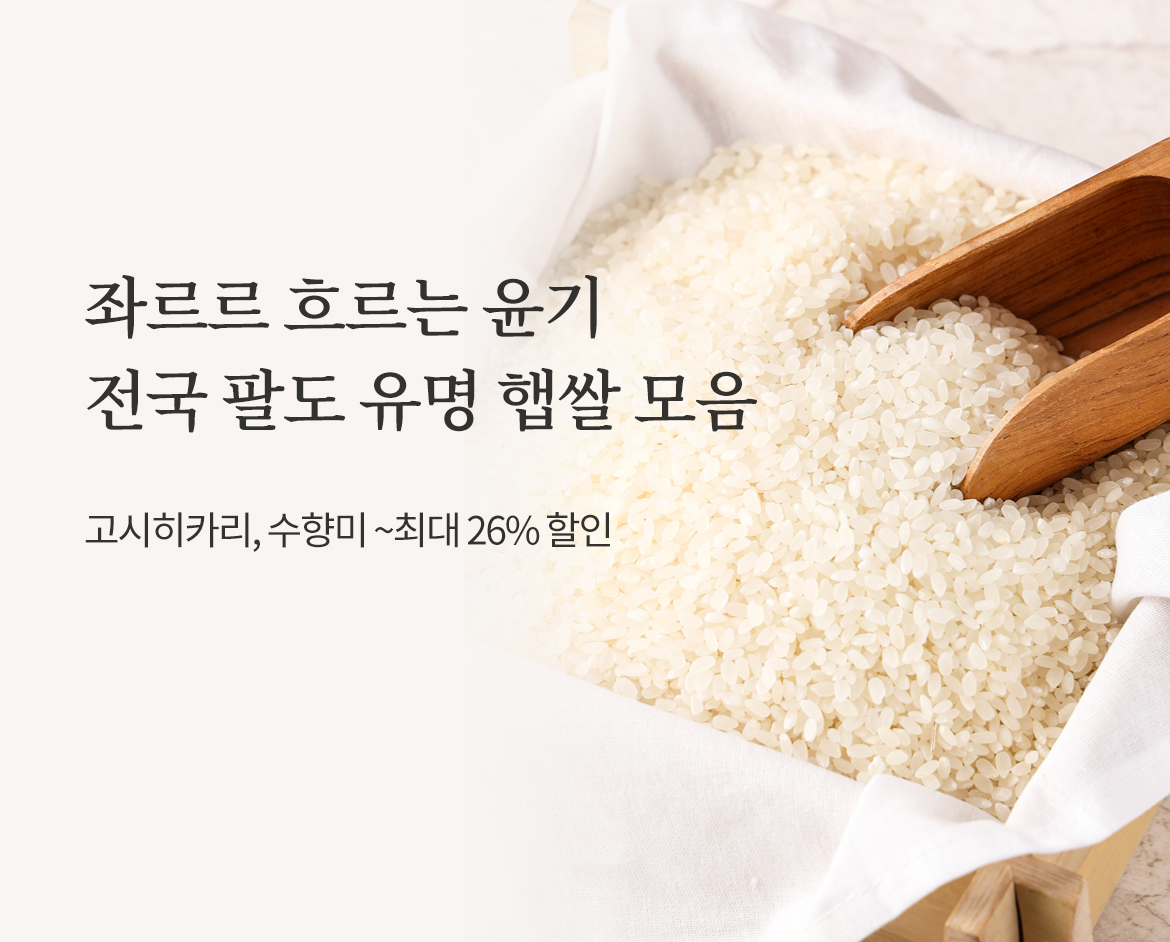 좌르르 흐르는 윤기
전국 팔도 유명 햅쌀 모음
고시히카리, 수향미 ~최대 26% 할인